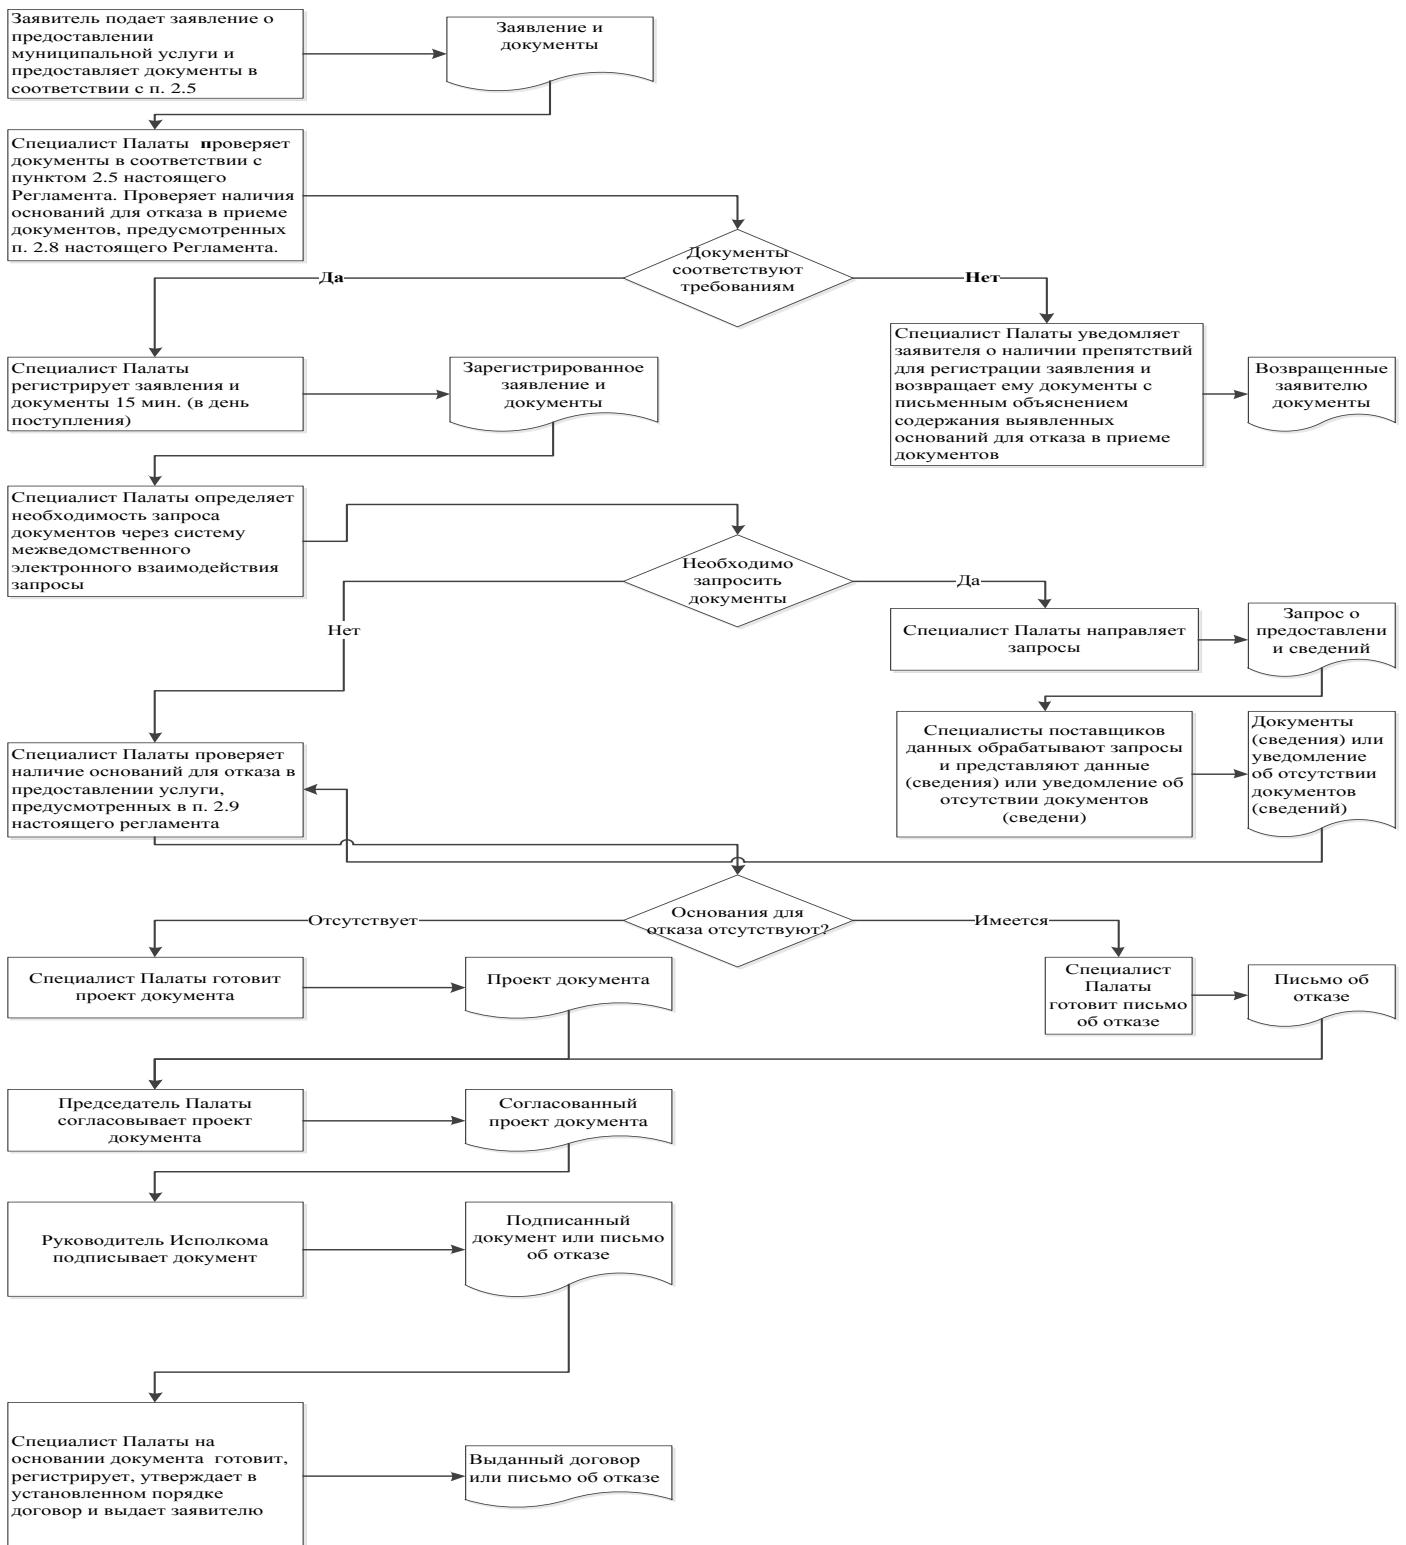 Заявитель подает заявление о
предоставлении
муниципальной услуги и
предоставляет документы в
соответствии с п. 2.5
Заявление и
документы
Специалист Палаты проверяет
документы в соответствии с
пунктом 2.5 настоящего
Регламента. Проверяет наличия
оснований для отказа в приеме
документов, предусмотренных
п. 2.8 настоящего Регламента.
Документы
соответствуют
требованиям
Да
Нет
Специалист Палаты
регистрирует заявления и
документы 15 мин. (в день
поступления)
Зарегистрированное
заявление и
документы
Специалист Палаты уведомляет
заявителя о наличии препятствий
для регистрации заявления и
возвращает ему документы с
письменным объяснением
содержания выявленных
оснований для отказа в приеме
документов
Возвращенные
заявителю
документы
Специалист Палаты определяет
необходимость запроса
документов через систему
межведомственного
электронного взаимодействия
запросы
Необходимо
запросить
документы
Да
Нет
Специалист Палаты направляет
запросы
Запрос о
предоставлени
и сведений
Специалисты поставщиков
данных обрабатывают запросы
и представляют данные
(сведения) или уведомление об
отсутствии документов
(сведени)
Документы
(сведения) или
уведомление
об отсутствии
документов
(сведений)
Специалист Палаты проверяет
наличие оснований для отказа в
предоставлении услуги,
предусмотренных в п. 2.9
настоящего регламента
Основания для
отказа отсутствуют?
Отсутствует
Имеется
Специалист Палаты готовит
проект документа
Проект документа
Специалист
Палаты
готовит письмо
об отказе
Письмо об
отказе
Председатель Палаты
согласовывает проект
документа
Согласованный
проект документа
Руководитель Исполкома
подписывает документ
Подписанный
документ или письмо
об отказе
Специалист Палаты на
основании документа готовит,
регистрирует, утверждает в
установленном порядке
договор и выдает заявителю
Выданный договор
или письмо об отказе